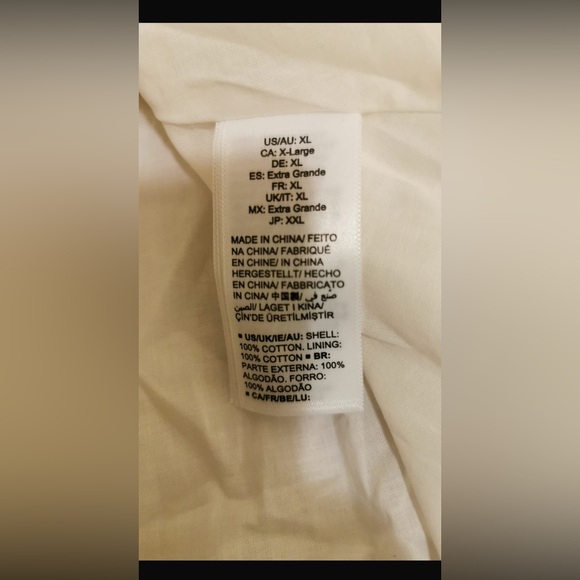 US/AU: XL
CA: X-Large
DE: XL
ES: Extra Grande
FR: XL
UK/IT: XL
MX: Extra Grande
JP: XXL
MADE IN CHINA/ FEITO
NA CHINA/ FABRIQUÉ
EN CHINE/ IN CHINA
HERGESTELLT/ HECHO
EN CHINA/ FABBRICATO
IN CINA/ 中国製/ صنع في
الصين/ LAGET I KINA/
ÇİN'DE ÜRETİLMİŞTİR
▪ US/UK/IE/AU: SHELL:
100% COTTON. LINING:
100% COTTON ▪ BR:
PARTE EXTERNA: 100%
ALGODÃO. FORRO:
100% ALGODÃO
▪ CA/FR/BE/LU: